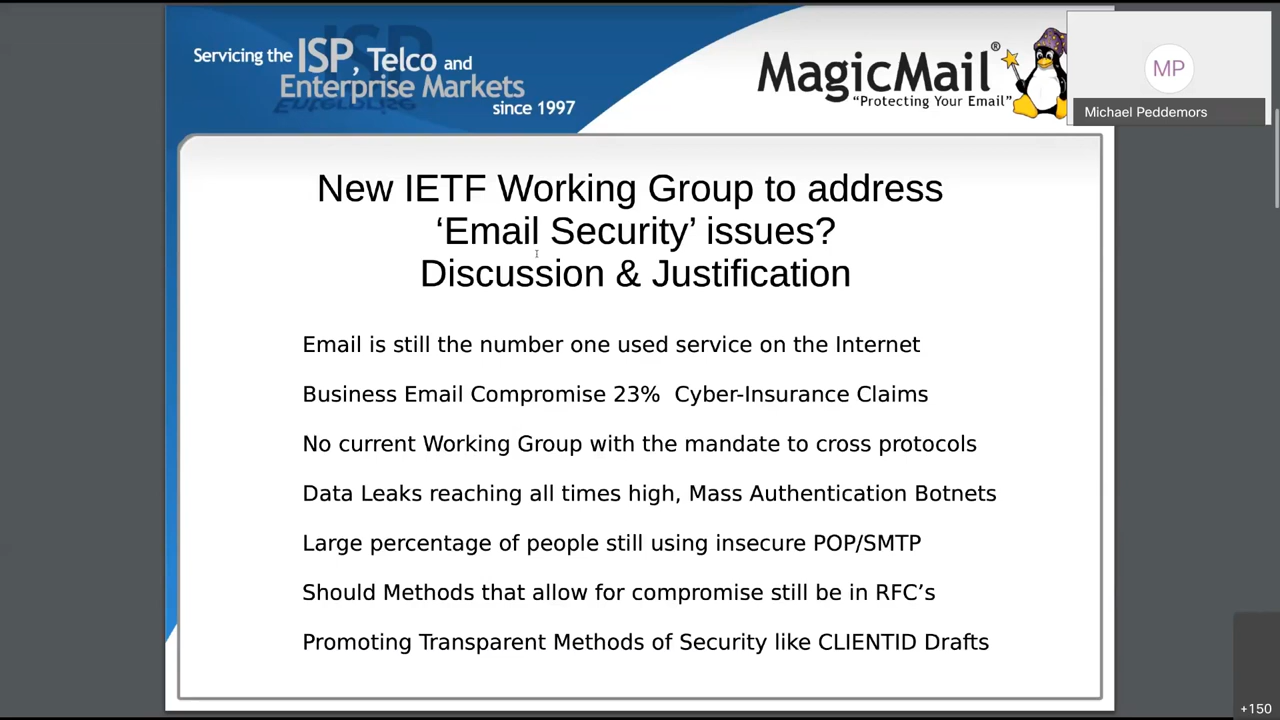 Servicing the ISP, Telco and
Enterprise Markets
since 1997
MagicMail®
“Protecting Your Email”
MP
Michael Peddemors
New IETF Working Group to address
‘Email Security’ issues?
Discussion & Justification
Email is still the number one used service on the Internet
Business Email Compromise 23%  Cyber-Insurance Claims
No current Working Group with the mandate to cross protocols
Data Leaks reaching all times high, Mass Authentication Botnets
Large percentage of people still using insecure POP/SMTP
Should Methods that allow for compromise still be in RFC’s
Promoting Transparent Methods of Security like CLIENTID Drafts
+150